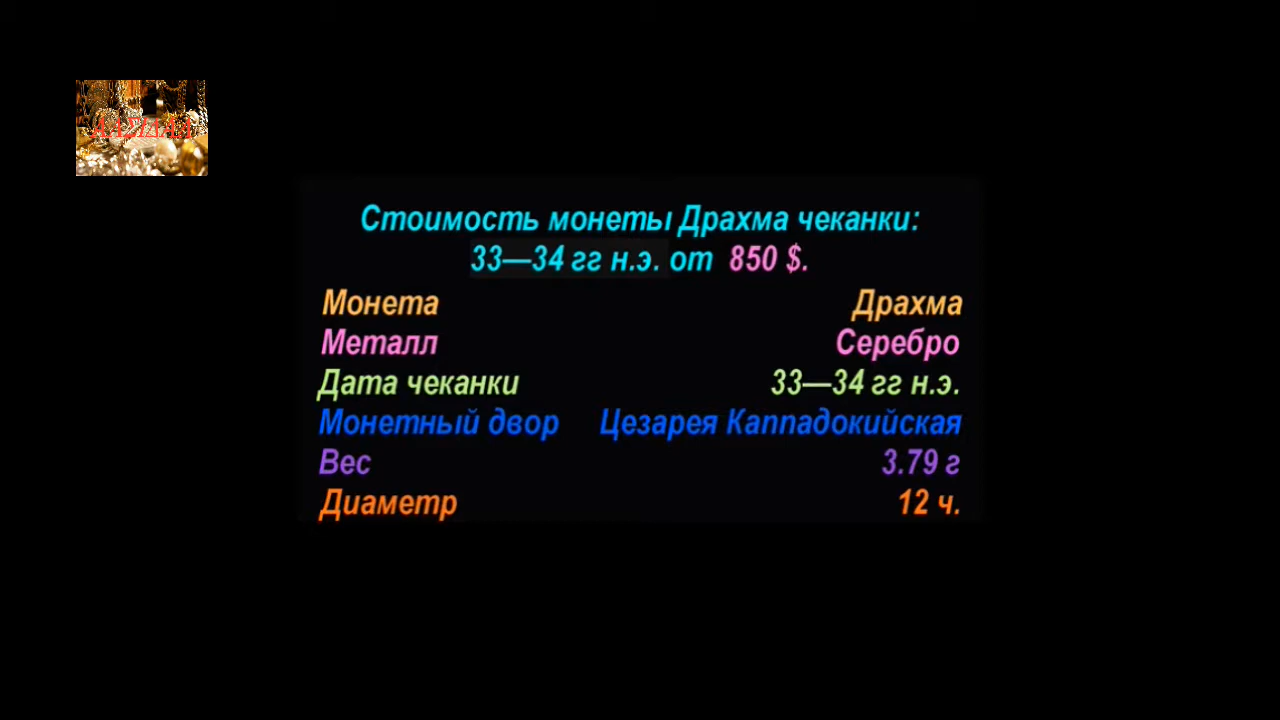 Стоимость монеты Драхма чеканки:
33—34 гг н.э. от 850 $.
Монета Драхма
Металл Серебро
Дата чеканки 33—34 гг н.э.
Монетный двор Цезарея Каппадокийская
Вес 3.79 г
Диаметр 12 ч.